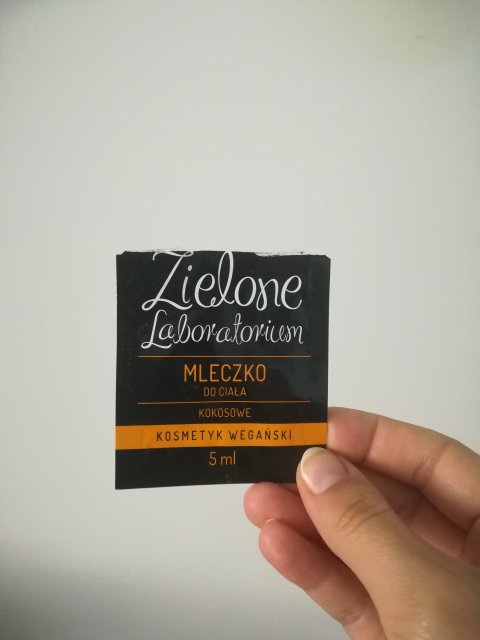 Zielone
Laboratorium
MLECZKO
DO CIAŁA
KOKOSOWE
KOSMETYK WEGAŃSKI
5 ml